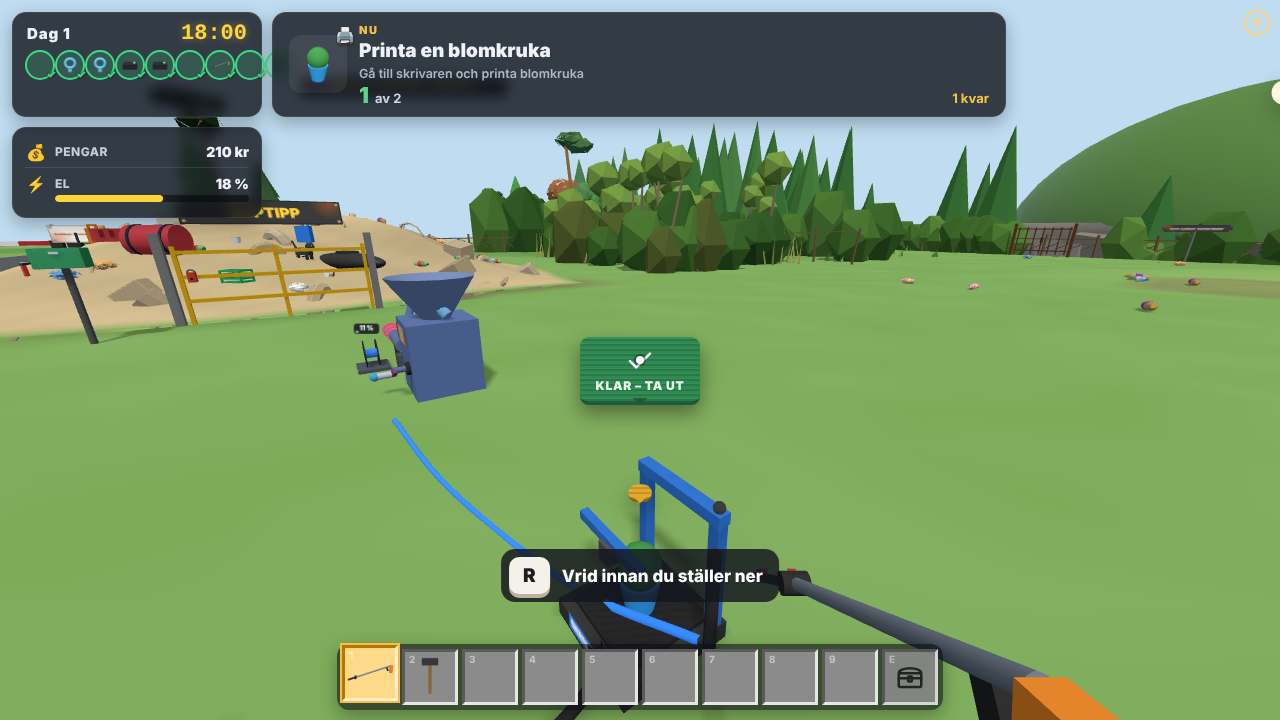 Dag 1
18:00
NU
Printa en blomkruka
Gå till skrivaren och printa blomkruka
1 av 2
1 kvar
PENGAR
210 kr
EL
18 %
TIPP
11%
KLAR – TA UT
R
Vrid innan du ställer ner
1
2
3
4
5
6
7
8
9
E